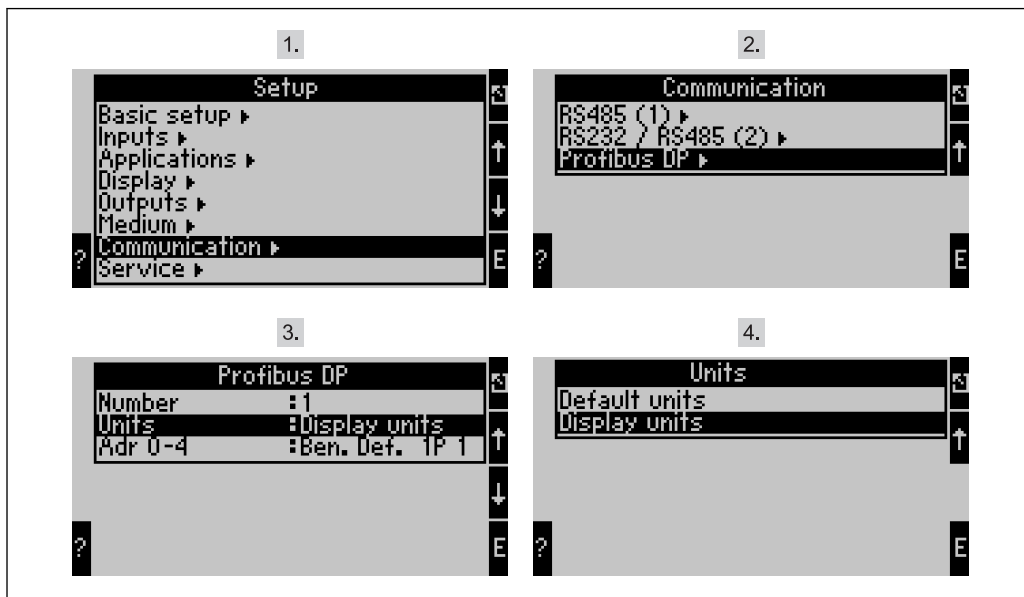 1.
Setup
Basic setup ▸
Inputs ▸
Applications ▸
Display ▸
Outputs ▸
Medium ▸
Communication ▸
Service ▸
?
↑
↓
E
2.
Communication
RS485 (1) ▸
RS232 / RS485 (2) ▸
Profibus DP ▸
?
↑
E
3.
Profibus DP
Number :1
Units :Display units
Adr 0-4 :Ben. Def. 1P 1
?
↑
↓
E
4.
Units
Default units
Display units
?
↑
E